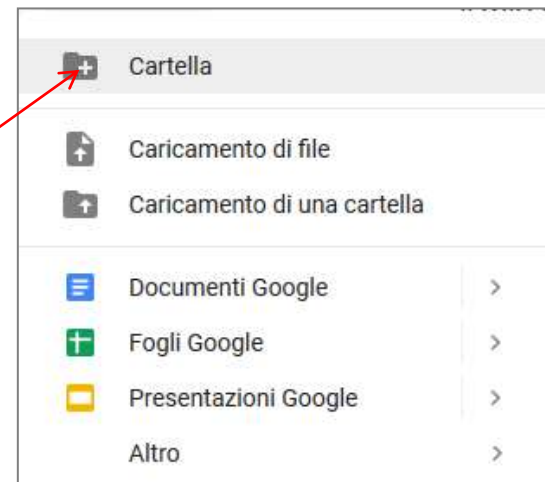 Cartella
Caricamento di file
Caricamento di una cartella
Documenti Google
Fogli Google
Presentazioni Google
Altro